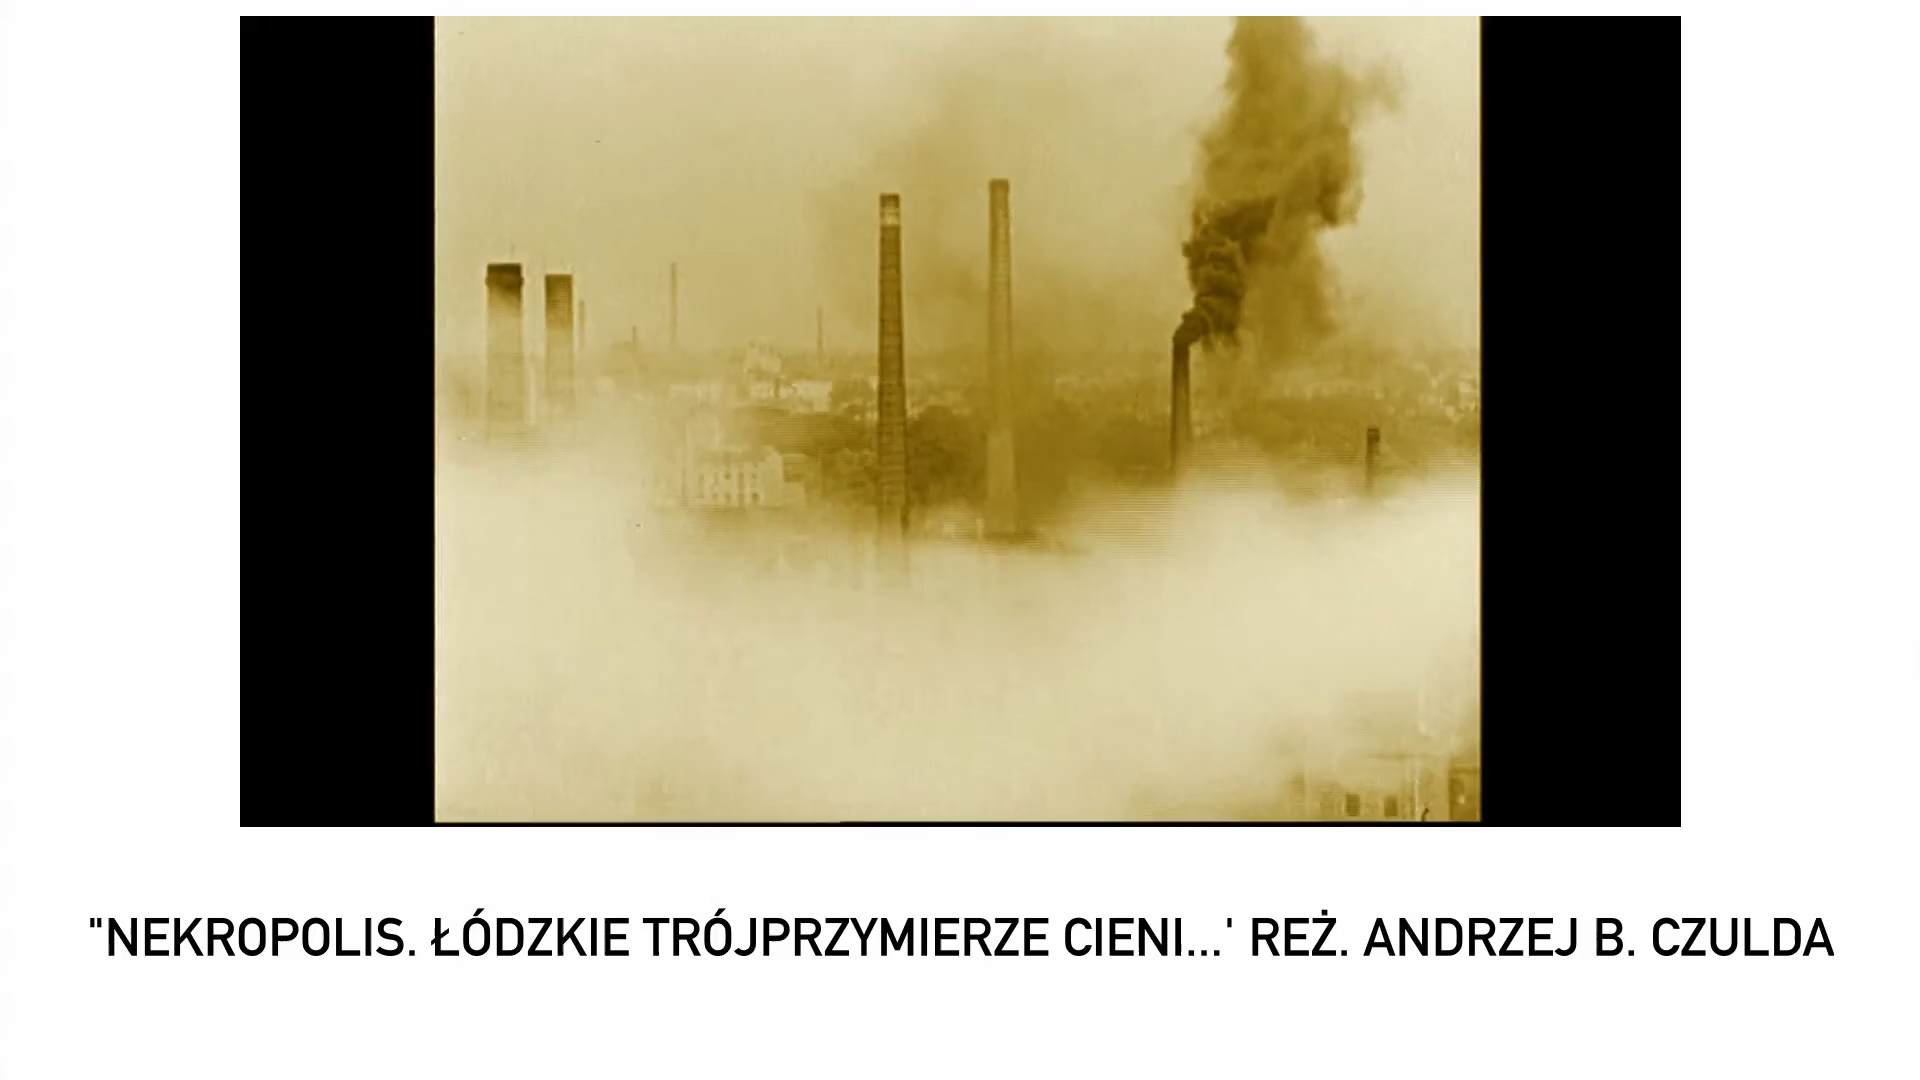 "NEKROPOLIS. ŁÓDZKIE TRÓJPRZYMIERZE CIENI...' REŻ. ANDRZEJ B. CZULDA